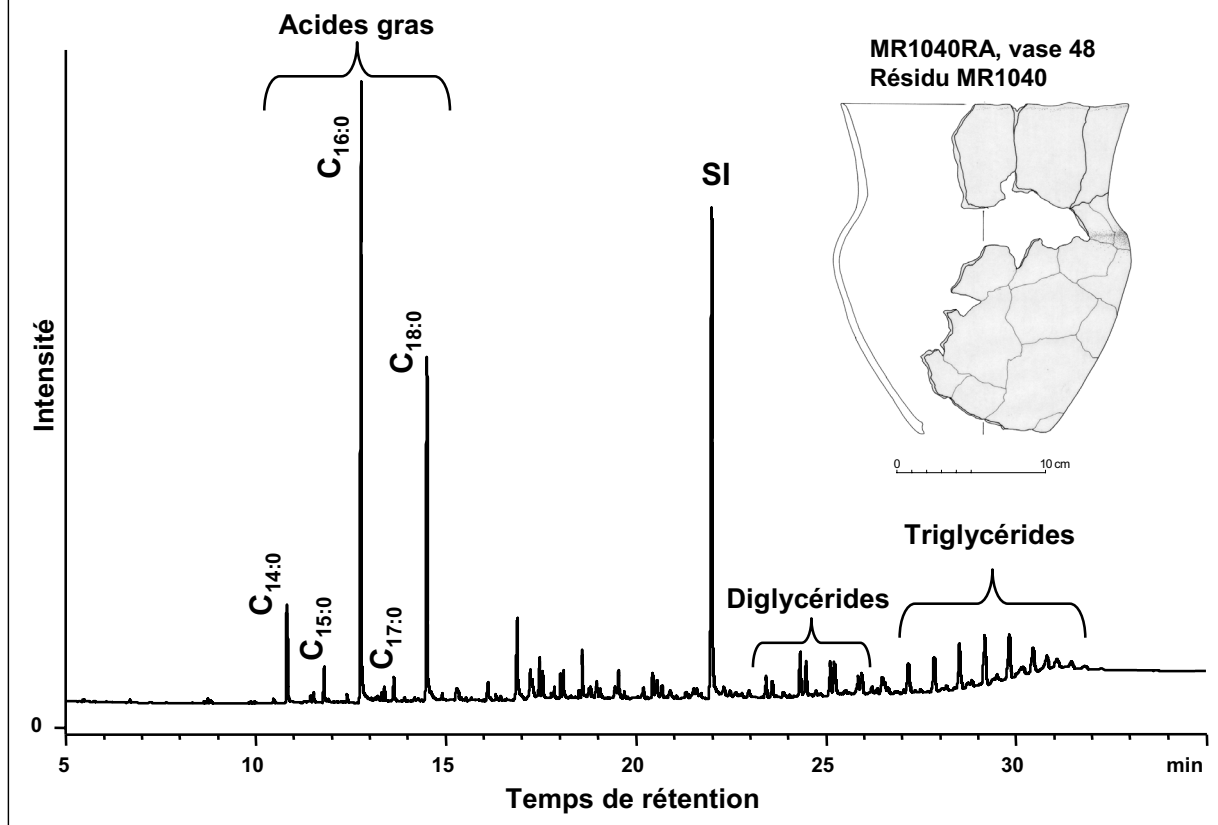 Acides gras
MR1040RA, vase 48
Résidu MR1040
C16:0
SI
C18:0
C14:0
C15:0
C17:0
0 10 cm
Triglycérides
Diglycérides
Intensité
0
5 10 15 20 25 30 min
Temps de rétention